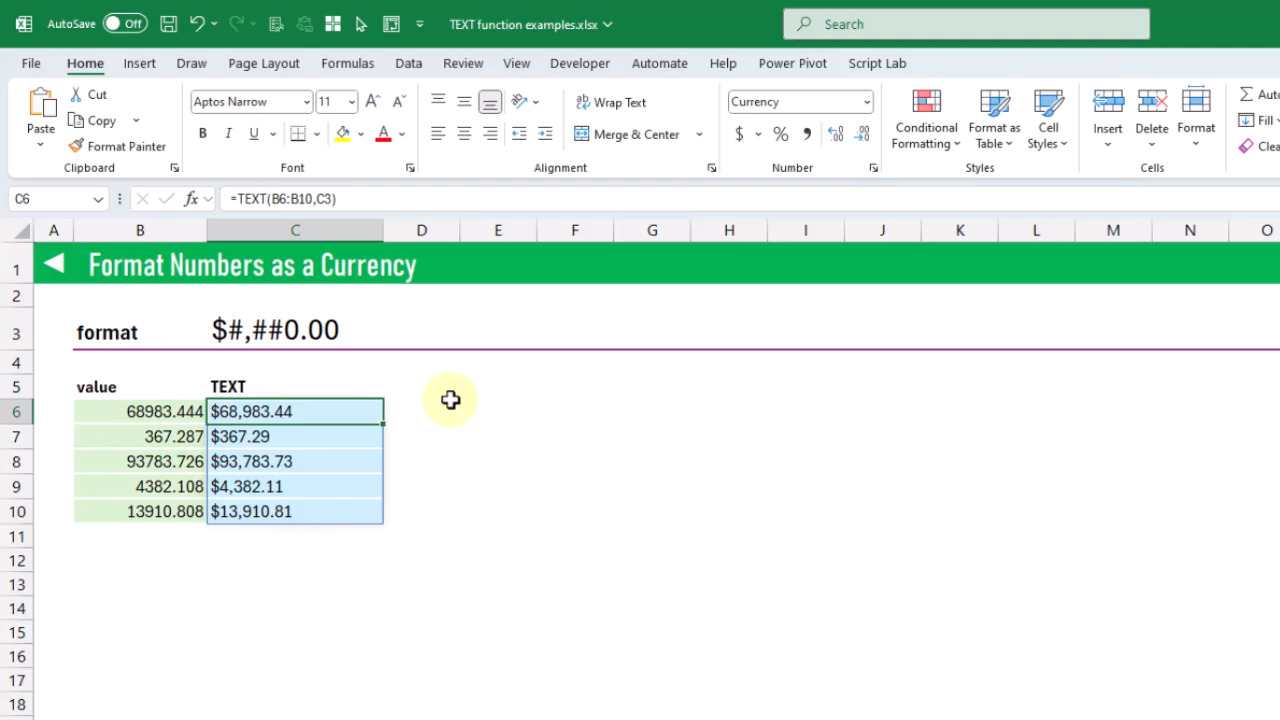 AutoSave Off TEXT function examples.xlsx Search
File Home Insert Draw Page Layout Formulas Data Review View Developer Automate Help Power Pivot Script Lab
Paste
Cut
Copy
Format Painter
Clipboard
Aptos Narrow 11
B I U
Font
Wrap Text
Merge & Center
Alignment
Currency
$ % ,
Number
Conditional Formatting
Format as Table
Cell Styles
Styles
Insert Delete Format
Cells
Fill
C6 fx =TEXT(B6:B10,C3)
A B C D E F G H I J K L M N O
1 Format Numbers as a Currency
2
3 format $#,##0.00
4
5 value TEXT
6 68983.444 $68,983.44
7 367.287 $367.29
8 93783.726 $93,783.73
9 4382.108 $4,382.11
10 13910.808 $13,910.81
11
12
13
14
15
16
17
18